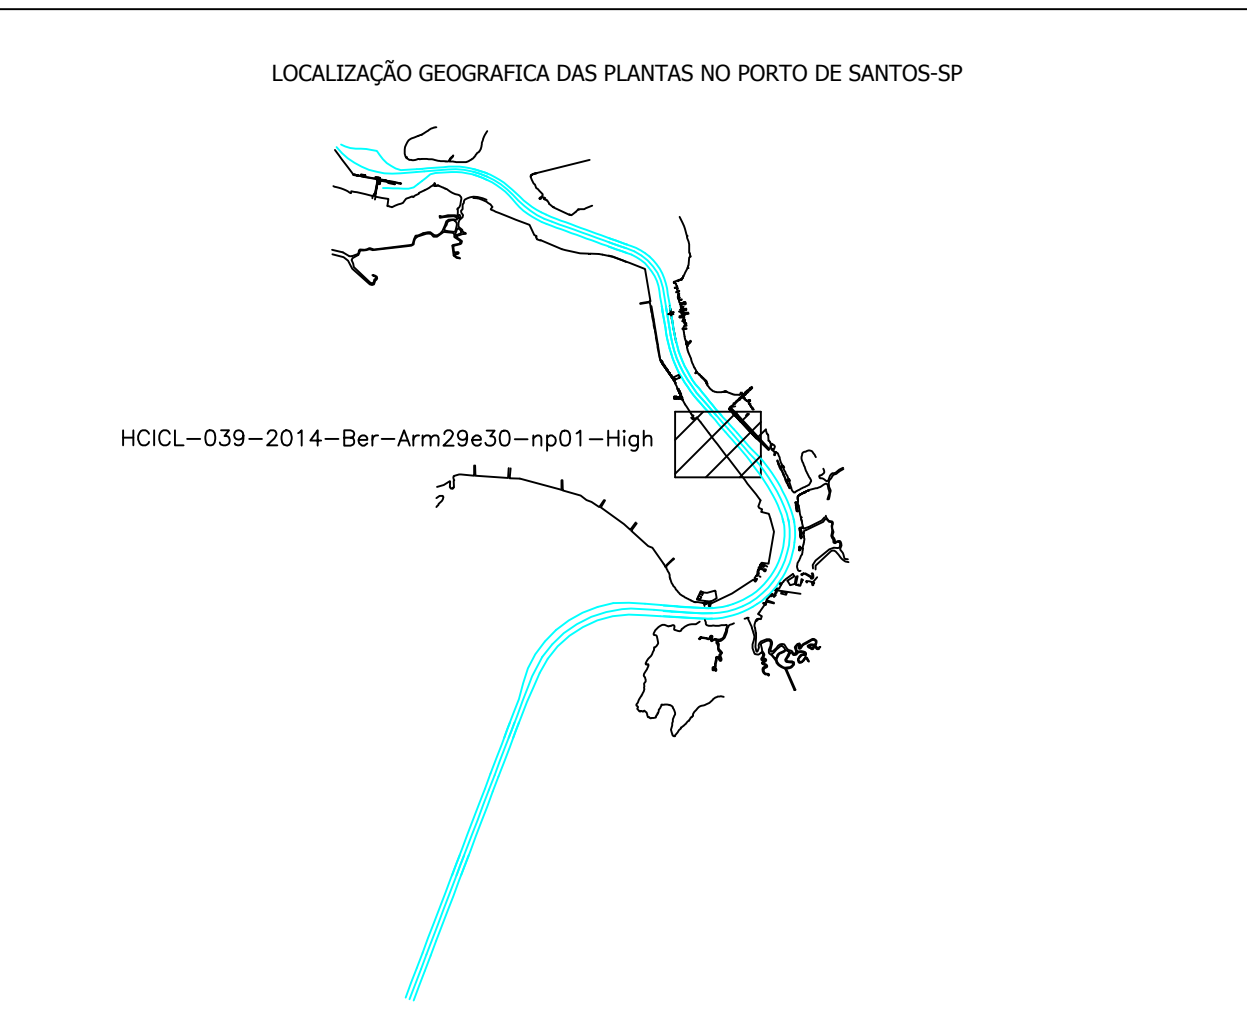 LOCALIZAÇÃO GEOGRAFICA DAS PLANTAS NO PORTO DE SANTOS-SP
HCICL-039-2014-Ber-Arm29e30-np01-High